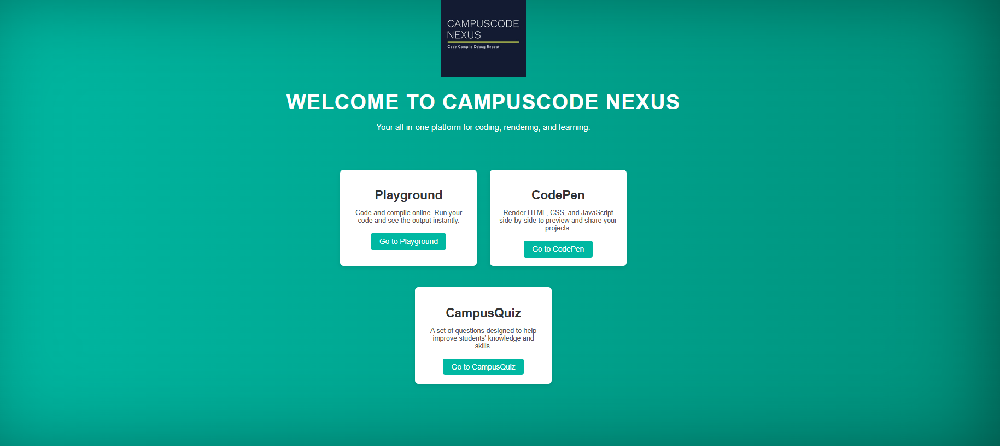 CAMPUSCODE
NEXUS
Code Compile Debug Repeat
WELCOME TO CAMPUSCODE NEXUS
Your all-in-one platform for coding, rendering, and learning.
Playground
Code and compile online. Run your
code and see the output instantly.
Go to Playground
CodePen
Render HTML, CSS, and JavaScript
side-by-side to preview and share your
projects.
Go to CodePen
CampusQuiz
A set of questions designed to help
improve students' knowledge and
skills.
Go to CampusQuiz